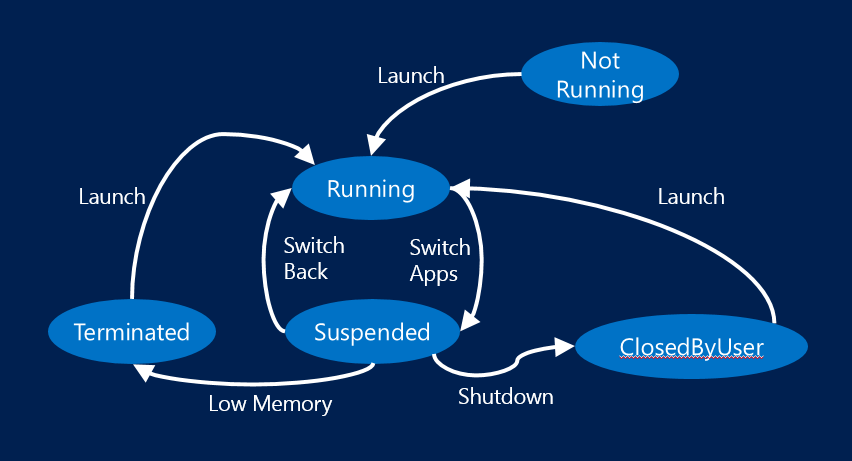 Not
Running
Launch
Running
Launch
Launch
Switch
Back
Switch
Apps
Terminated
Suspended
ClosedByUser
Low Memory
Shutdown